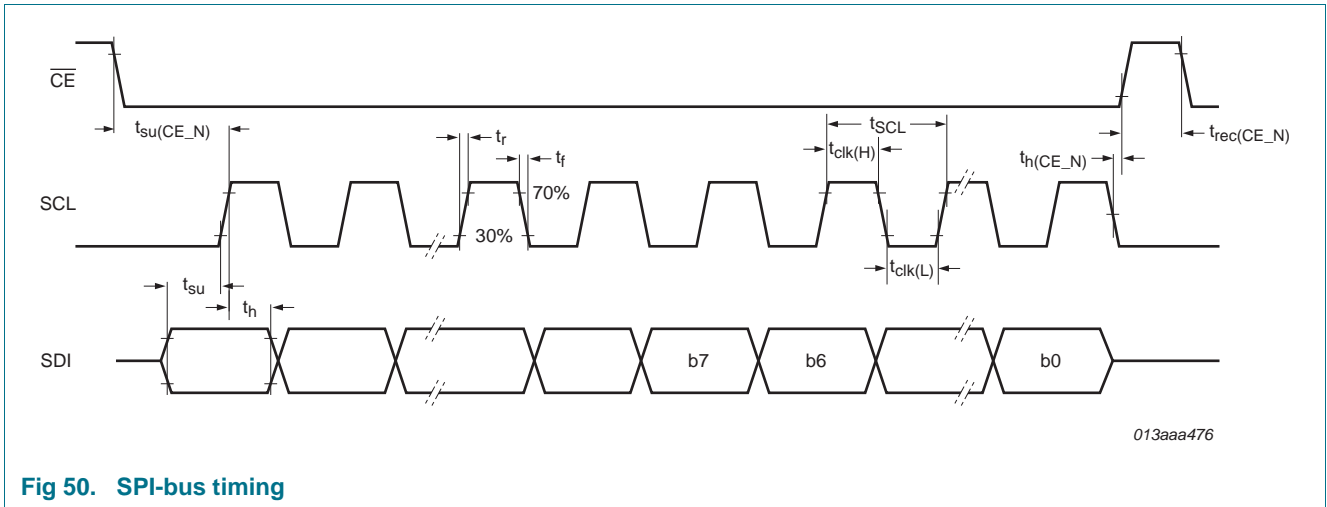 CE
tsu(CE_N)
tr
tf
tSCL
tclk(H)
trec(CE_N)
th(CE_N)
SCL
70%
30%
tclk(L)
tsu
th
SDI
b7
b6
b0
013aaa476
Fig 50. SPI-bus timing